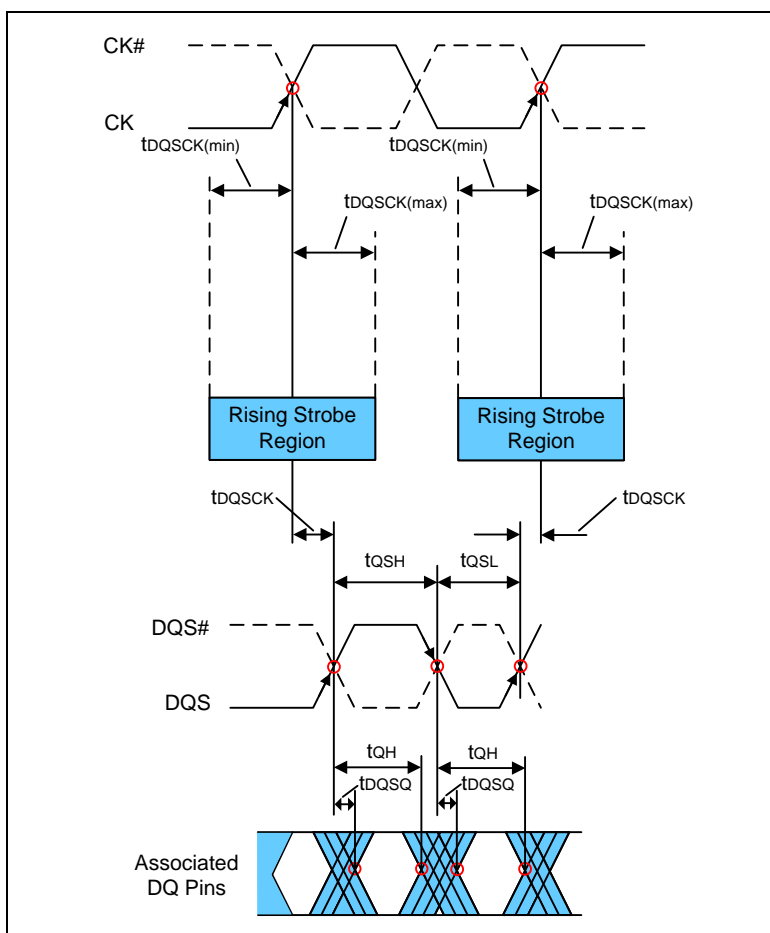 CK#
CK
tDQSCK(min)
tDQSCK(min)
tDQSCK(max)
tDQSCK(max)
Rising Strobe
Region
Rising Strobe
Region
tDQSCK
tDQSCK
tQSH
tQSL
DQS#
DQS
tQH
tQH
tDQSQ
tDQSQ
Associated
DQ Pins